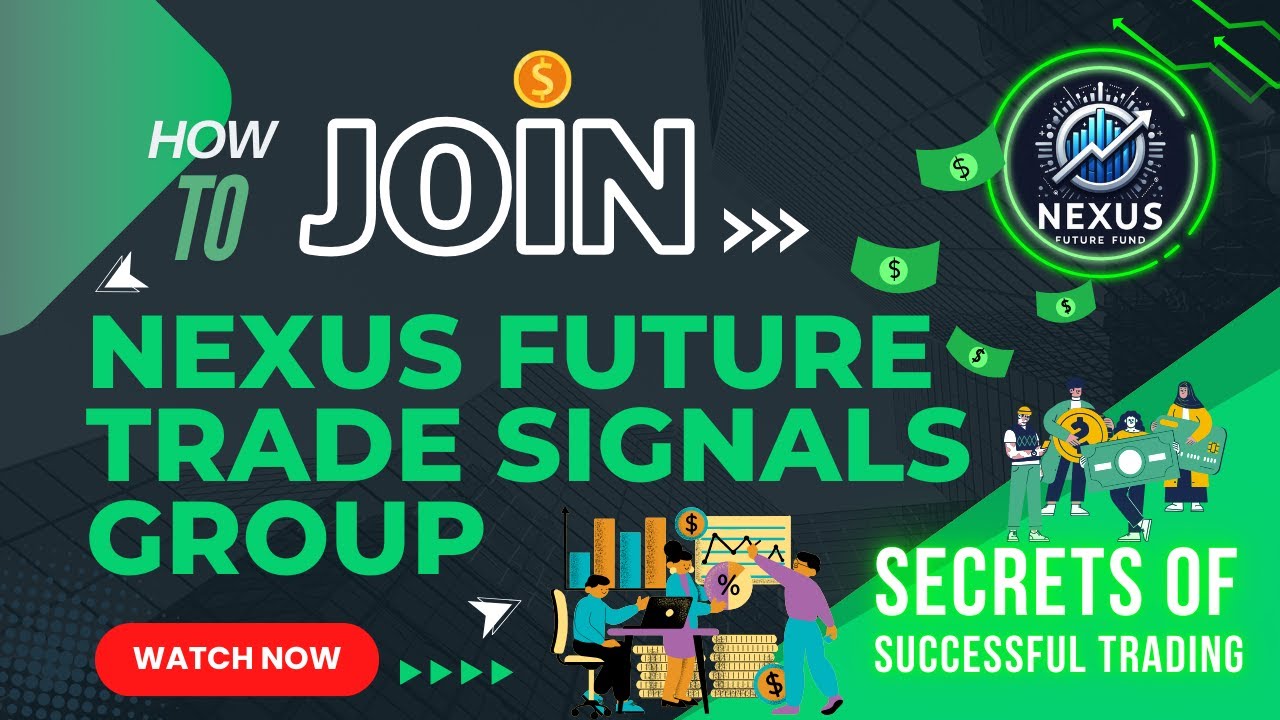 HOW
TO
JOIN >>>
NEXUS
FUTURE FUND
NEXUS FUTURE
TRADE SIGNALS
GROUP
WATCH NOW
SECRETS OF
SUCCESSFUL TRADING
$
$
$
$
$
$
%
$